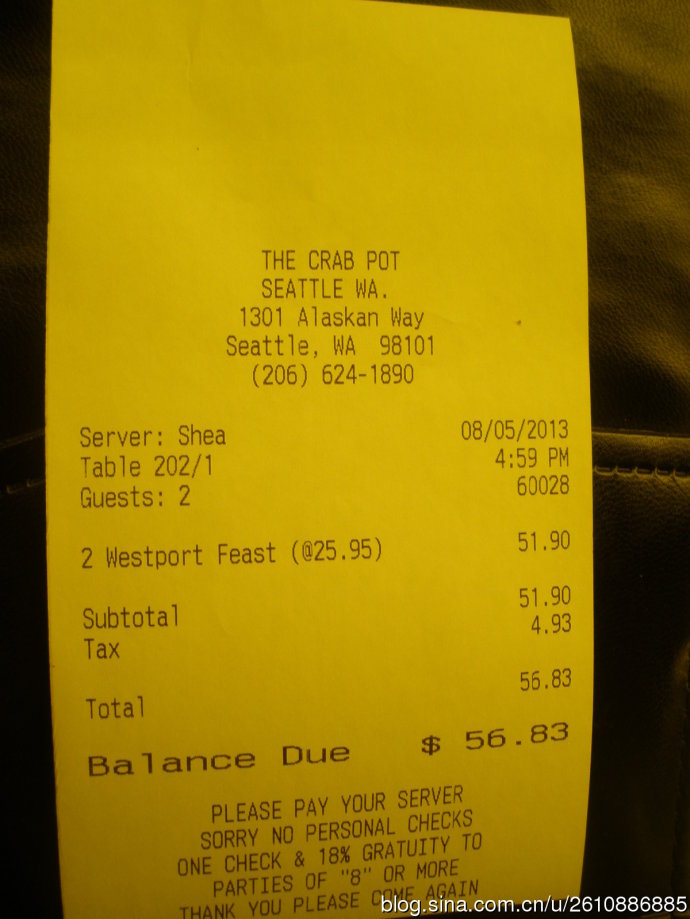 THE CRAB POT
SEATTLE WA.
1301 Alaskan Way
Seattle, WA 98101
(206) 624-1890
Server: Shea 08/05/2013
Table 202/1 4:59 PM
Guests: 2 60028
2 Westport Feast (@25.95) 51.90
Subtotal 51.90
Tax 4.93
Total 56.83
Balance Due $ 56.83
PLEASE PAY YOUR SERVER
SORRY NO PERSONAL CHECKS
ONE CHECK & 18% GRATUITY TO
PARTIES OF "8" OR MORE
THANK YOU PLEASE COME AGAIN
blog.sina.com.cn/u/2610886885